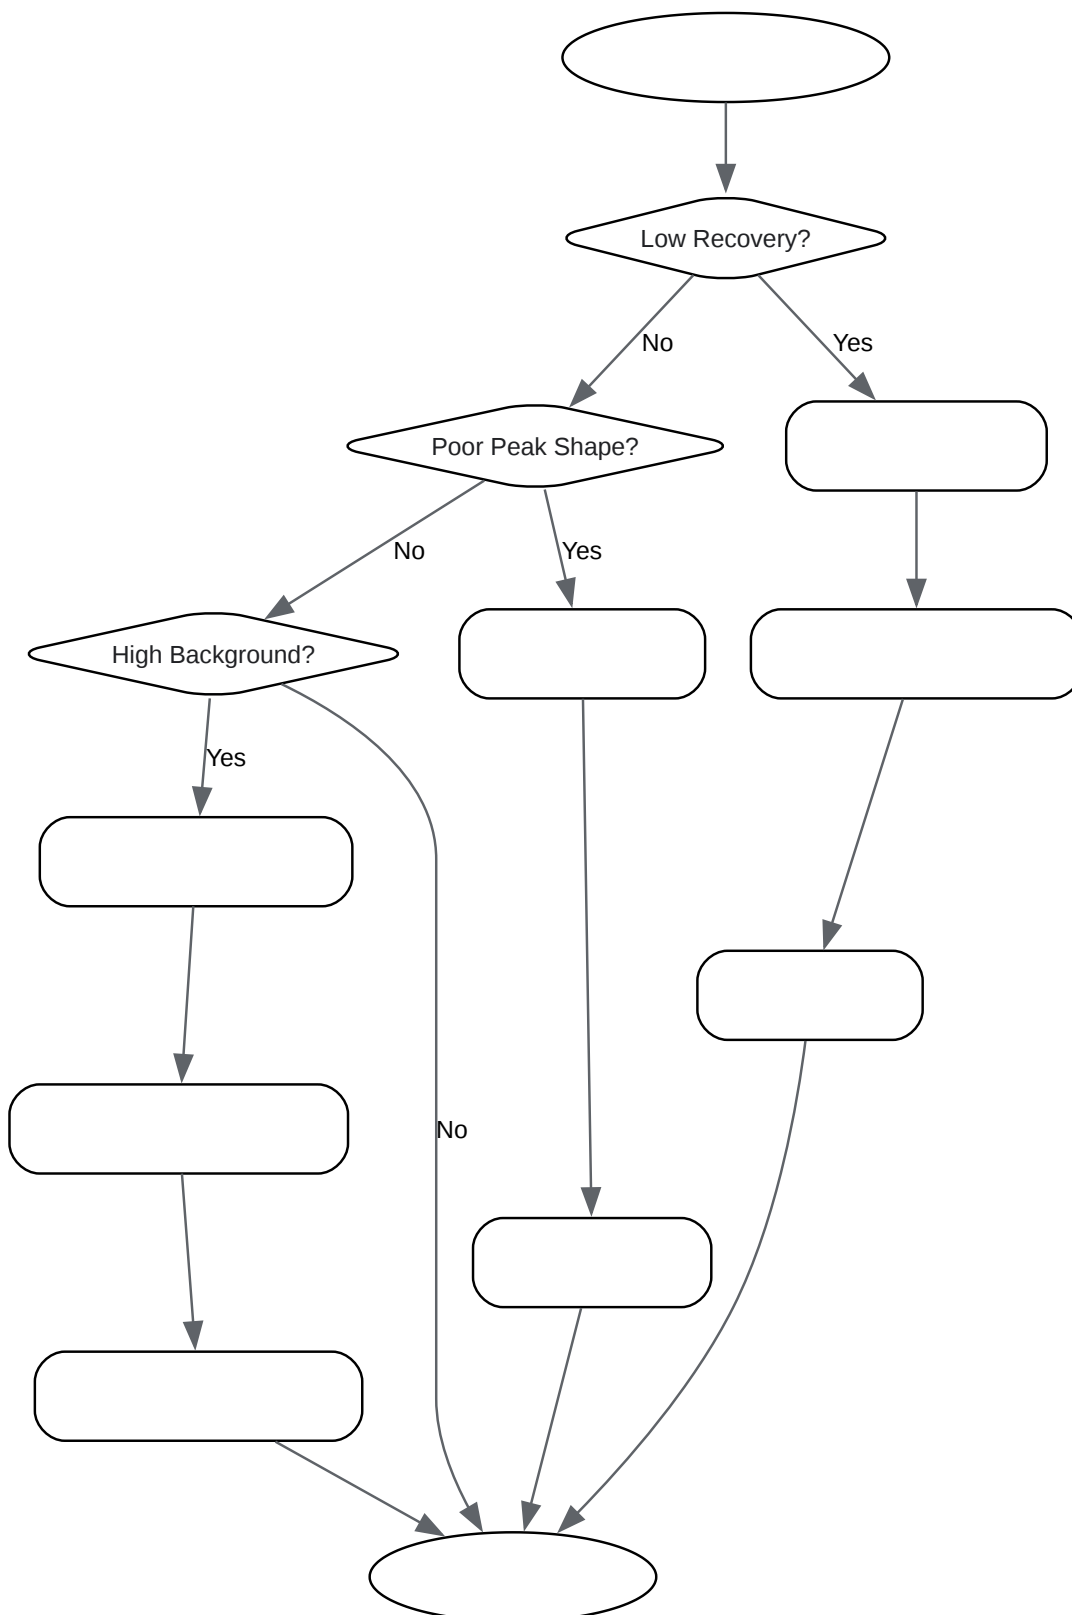 Low Recovery?
No
Yes
Poor Peak Shape?
No
Yes
High Background?
Yes
No